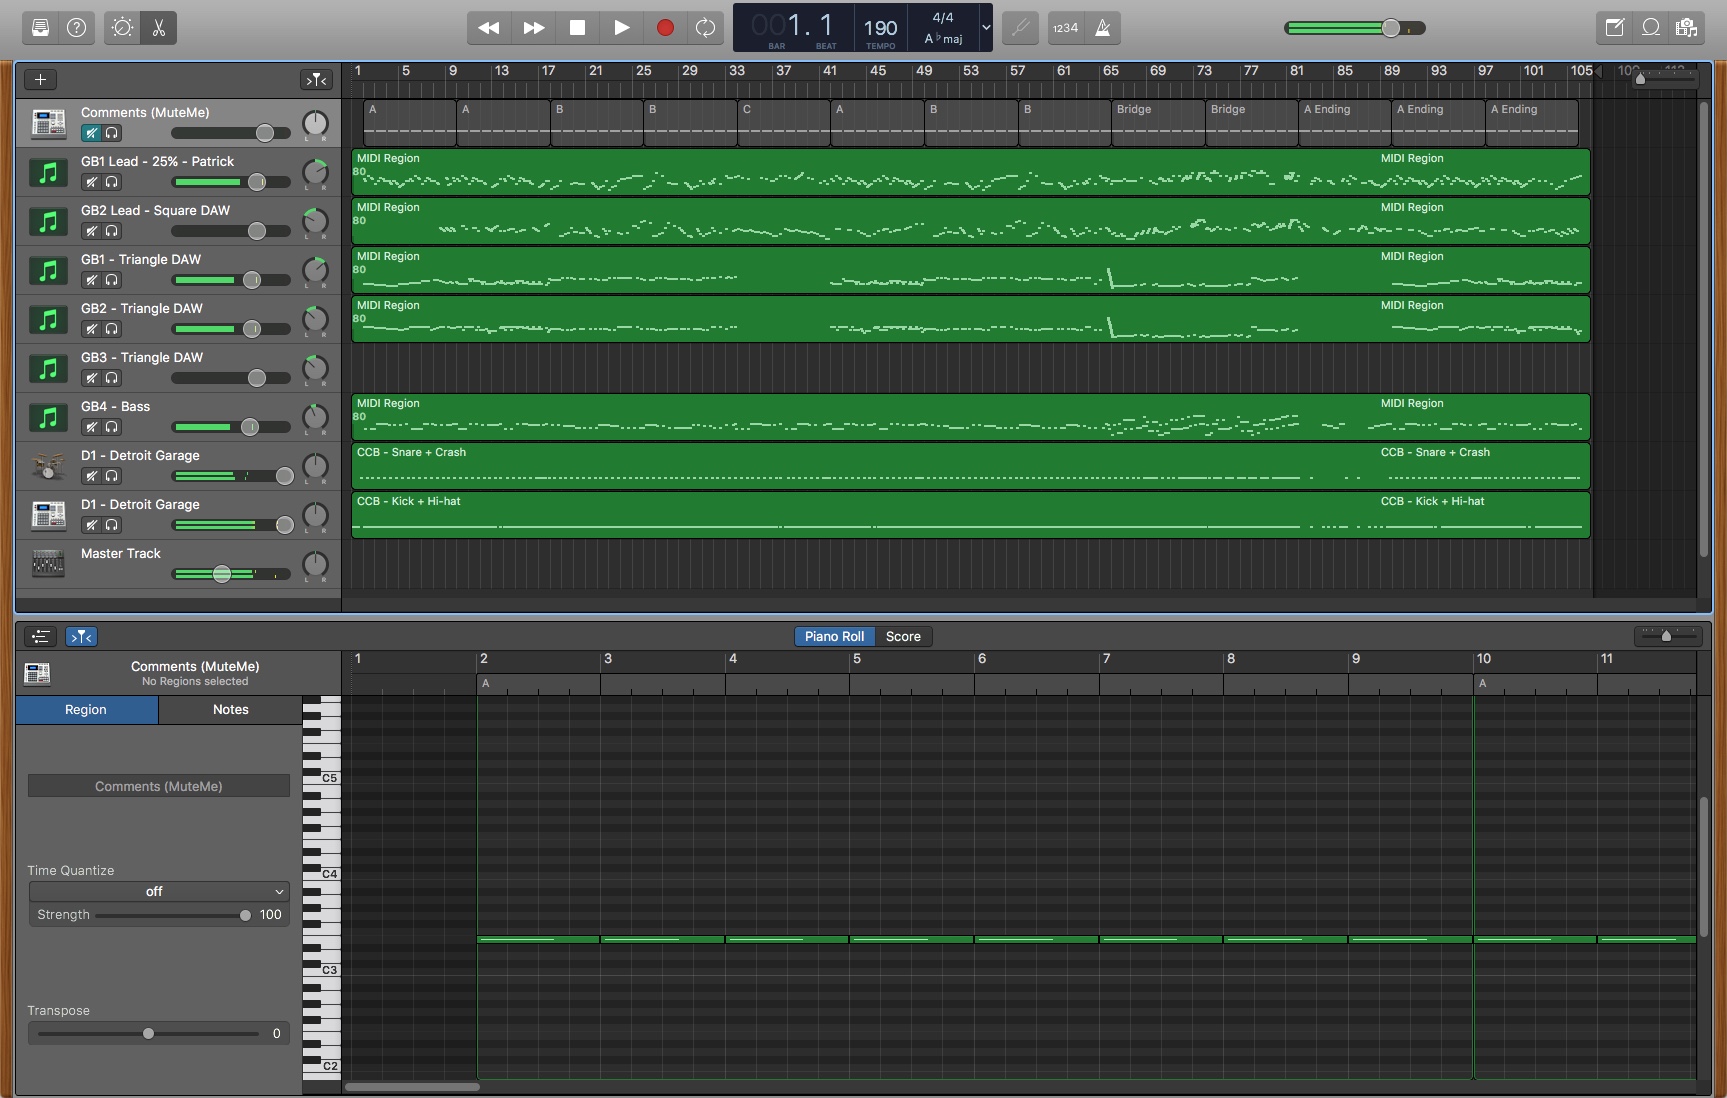 001. 1
BAR BEAT
190
TEMPO
4/4
A♭maj
1234
1 5 9 13 17 21 25 29 33 37 41 45 49 53 57 61 65 69 73 77 81 85 89 93 97 101 105 109 113
Comments (MuteMe)
L R
A A B B C A B B Bridge Bridge A Ending A Ending A Ending
GB1 Lead - 25% - Patrick
L R
MIDI Region MIDI Region
80
GB2 Lead - Square DAW
L R
MIDI Region MIDI Region
80
GB1 - Triangle DAW
L R
MIDI Region MIDI Region
80
GB2 - Triangle DAW
L R
MIDI Region MIDI Region
80
GB3 - Triangle DAW
L R
GB4 - Bass
L R
MIDI Region MIDI Region
80
D1 - Detroit Garage
L R
CCB - Snare + Crash CCB - Snare + Crash
D1 - Detroit Garage
L R
CCB - Kick + Hi-hat CCB - Kick + Hi-hat
Master Track
L R
Piano Roll Score
Comments (MuteMe)
No Regions selected
1 2 3 4 5 6 7 8 9 10 11
A A
Region Notes
Comments (MuteMe)
Time Quantize
off
Strength 100
Transpose
0
C5
C4
C3
C2